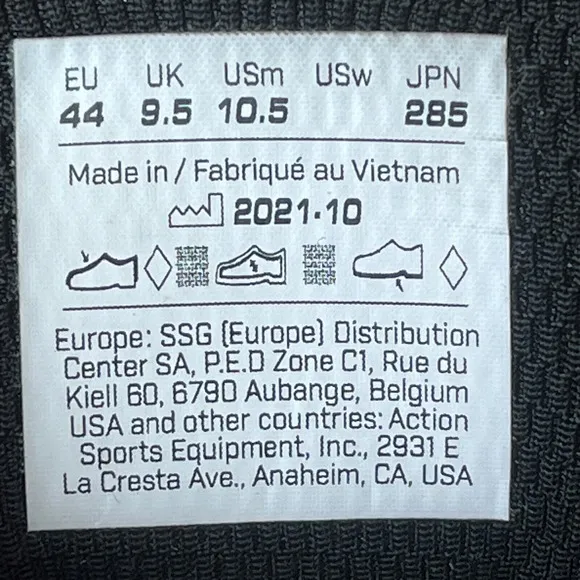 EU UK USm USw JPN
44 9.5 10.5 285
Made in / Fabriqué au Vietnam
2021·10
Europe: SSG (Europe) Distribution
Center SA, P.E.D Zone C1, Rue du
Kiell 60, 6790 Aubange, Belgium
USA and other countries: Action
Sports Equipment, Inc., 2931 E
La Cresta Ave., Anaheim, CA, USA